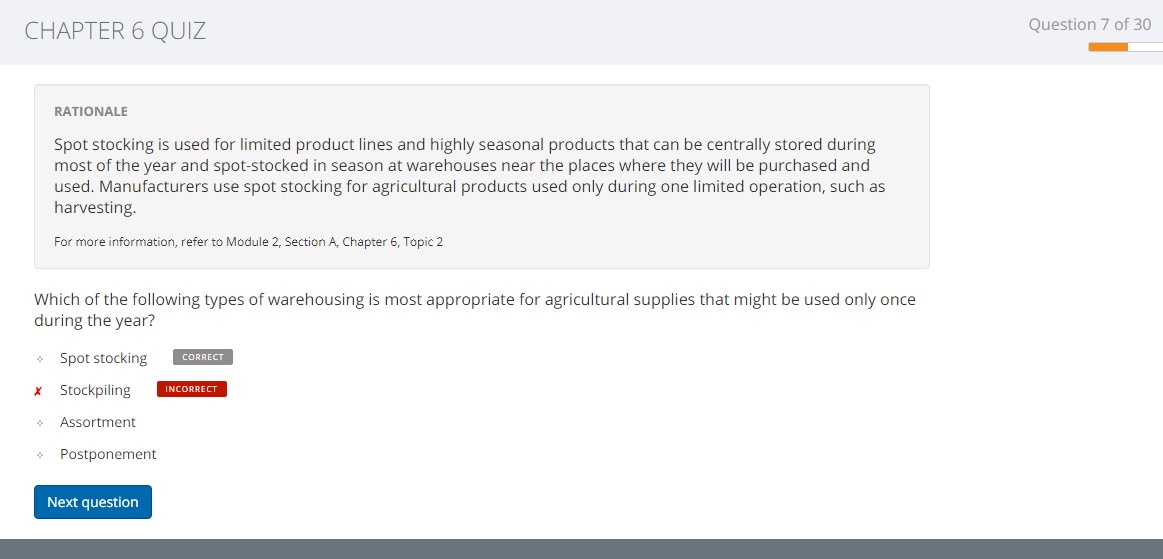 CHAPTER 6 QUIZ
Question 7 of 30
RATIONALE
Spot stocking is used for limited product lines and highly seasonal products that can be centrally stored during
most of the year and spot-stocked in season at warehouses near the places where they will be purchased and
used. Manufacturers use spot stocking for agricultural products used only during one limited operation, such as
harvesting.
For more information, refer to Module 2, Section A, Chapter 6, Topic 2
Which of the following types of warehousing is most appropriate for agricultural supplies that might be used only once
during the year?
Spot stocking CORRECT
✗ Stockpiling INCORRECT
Assortment
Postponement
Next question